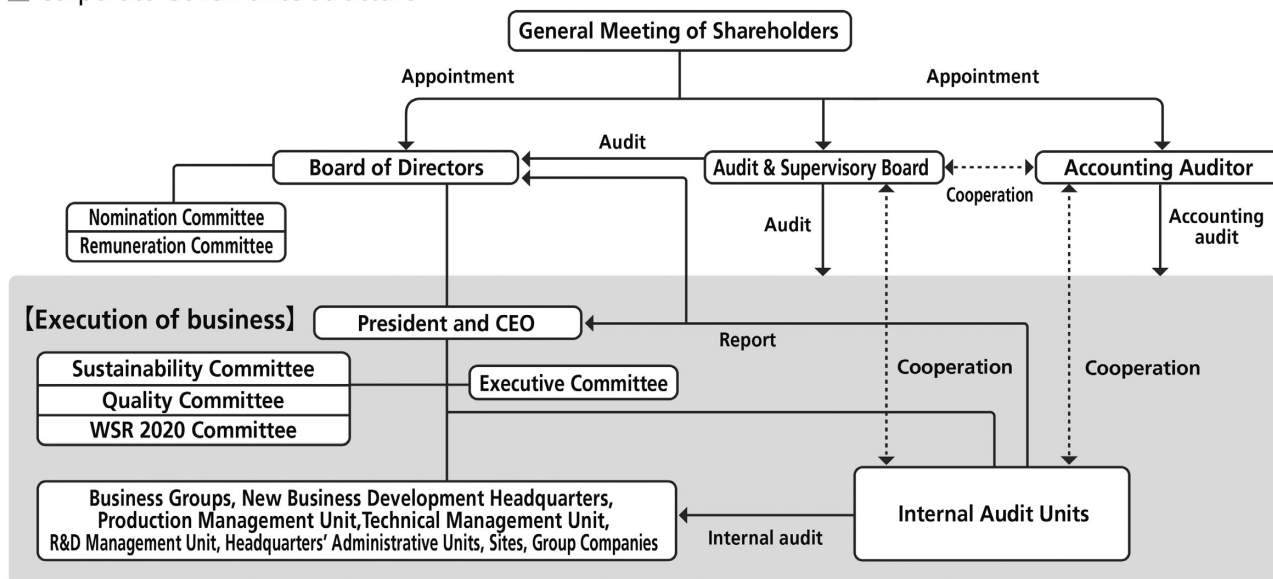 General Meeting of Shareholders
Appointment
Appointment
Audit
Board of Directors
Audit & Supervisory Board
Accounting Auditor
Cooperation
Nomination Committee
Remuneration Committee
Audit
Accounting
audit
【Execution of business】
President and CEO
Report
Sustainability Committee
Quality Committee
WSR 2020 Committee
Executive Committee
Cooperation
Cooperation
Business Groups, New Business Development Headquarters,
Production Management Unit,Technical Management Unit,
R&D Management Unit, Headquarters' Administrative Units, Sites, Group Companies
Internal audit
Internal Audit Units